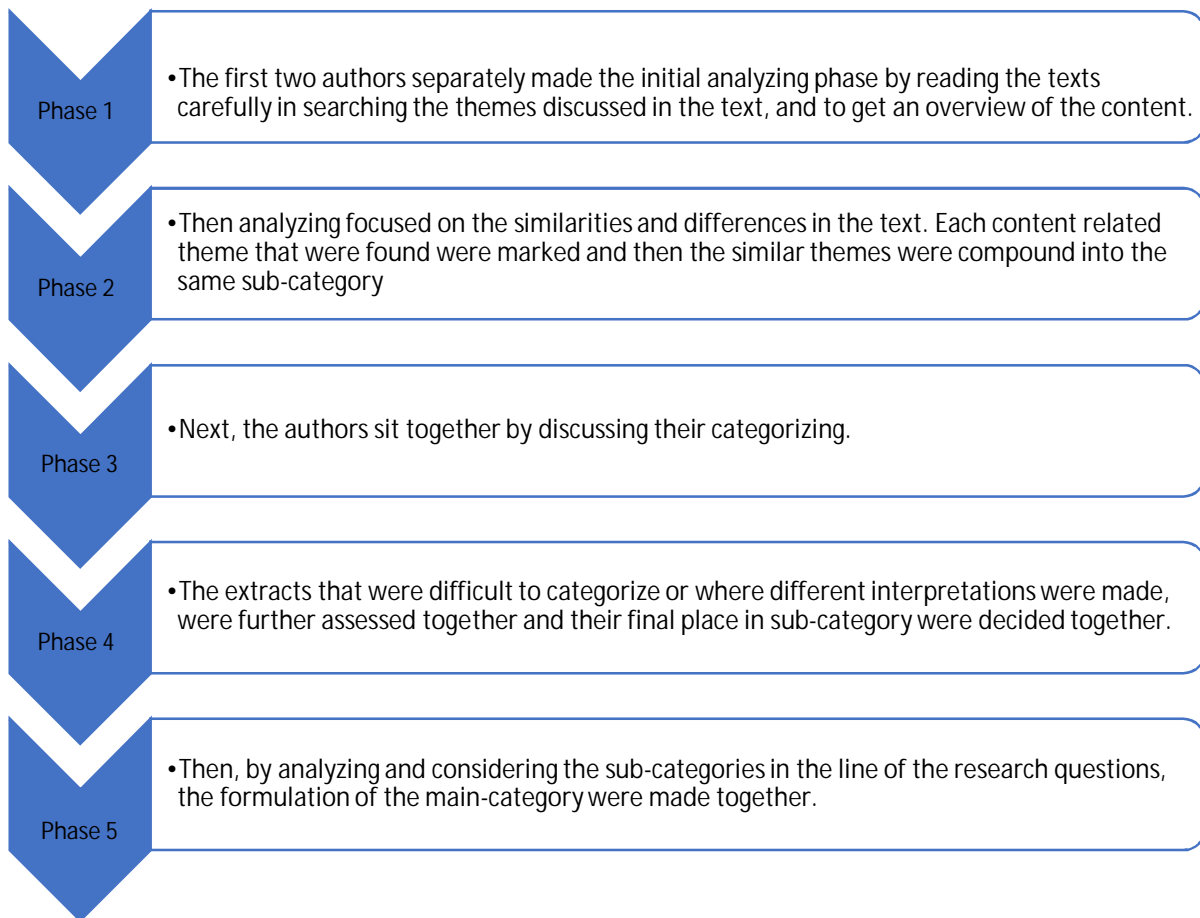 Phase 1
•The first two authors separately made the initial analyzing phase by reading the texts
carefully in searching the themes discussed in the text, and to get an overview of the content.
Phase 2
•Then analyzing focused on the similarities and differences in the text. Each content related
theme that were found were marked and then the similar themes were compound into the
same sub-category
Phase 3
•Next, the authors sit together by discussing their categorizing.
Phase 4
•The extracts that were difficult to categorize or where different interpretations were made,
were further assessed together and their final place in sub-category were decided together.
Phase 5
•Then, by analyzing and considering the sub-categories in the line of the research questions,
the formulation of the main-category were made together.